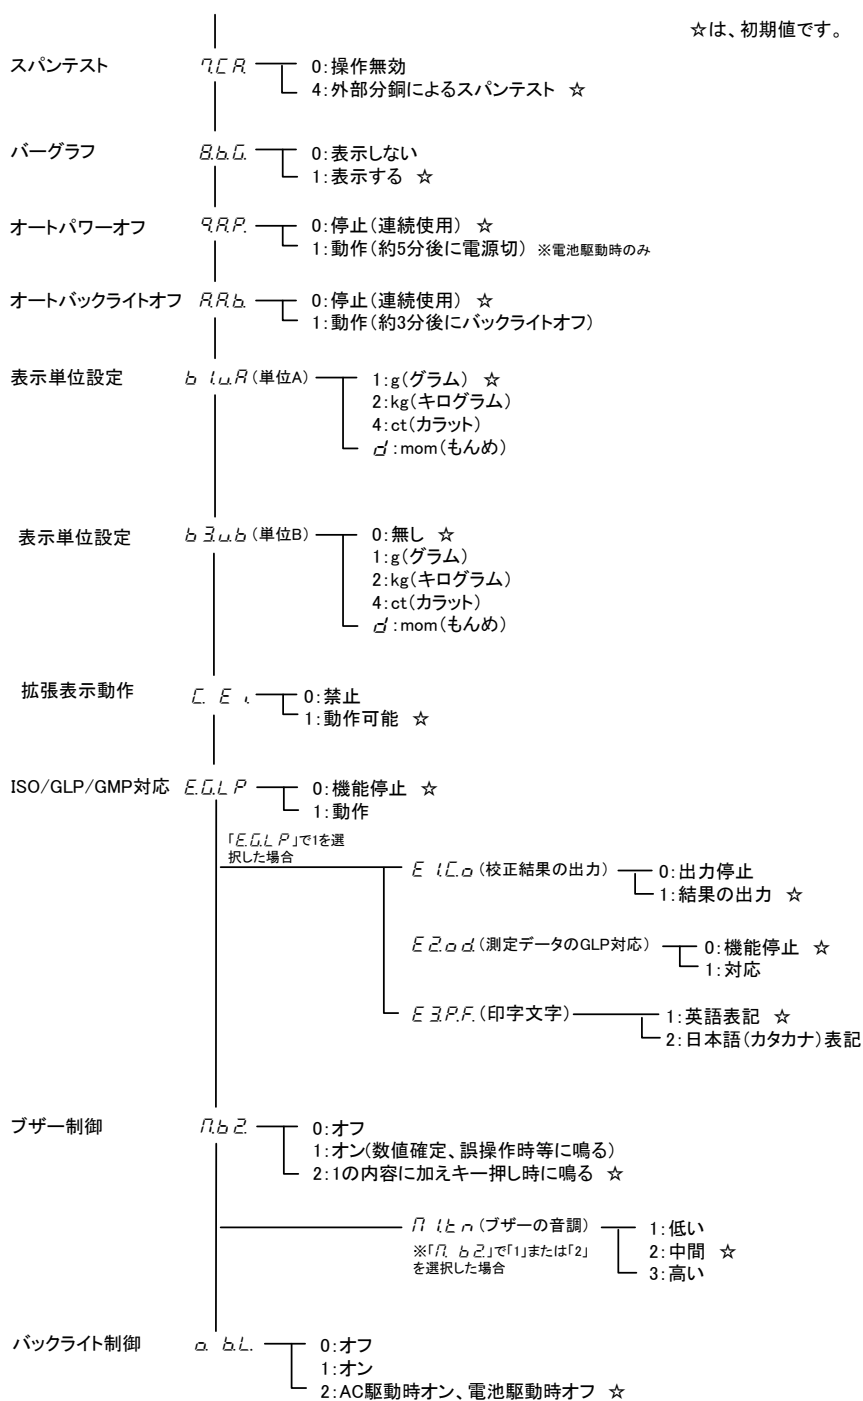 ☆は、初期値です。
スパンテスト 7.CA. 0:操作無効
4:外部分銅によるスパンテスト ☆
バーグラフ 8.b.G. 0:表示しない
1:表示する ☆
オートパワーオフ 9.A.P. 0:停止(連続使用) ☆
1:動作(約5分後に電源切) ※電池駆動時のみ
オートバックライトオフ A.A.b. 0:停止(連続使用) ☆
1:動作(約3分後にバックライトオフ)
表示単位設定 b 1.u.A(単位A) 1:g(グラム) ☆
2:kg(キログラム)
4:ct(カラット)
d:mom(もんめ)
表示単位設定 b 3.u.b(単位B) 0:無し ☆
1:g(グラム)
2:kg(キログラム)
4:ct(カラット)
d:mom(もんめ)
拡張表示動作 C. E i. 0:禁止
1:動作可能 ☆
ISO/GLP/GMP対応 E.G.L P 0:機能停止 ☆
1:動作
「E.G.L P」で1を選
択した場合
E 1.C.o(校正結果の出力) 0:出力停止
1:結果の出力 ☆
E 2.o d.(測定データのGLP対応) 0:機能停止 ☆
1:対応
E 3.P.F.(印字文字) 1:英語表記 ☆
2:日本語(カタカナ)表記
ブザー制御 n.b 2. 0:オフ
1:オン(数値確定、誤操作時等に鳴る)
2:1の内容に加えキー押し時に鳴る ☆
n 1.t n(ブザーの音調) 1:低い
※「n. b 2.」で「1」または「2」
を選択した場合
2:中間 ☆
3:高い
バックライト制御 o. b.L. 0:オフ
1:オン
2:AC駆動時オン、電池駆動時オフ ☆